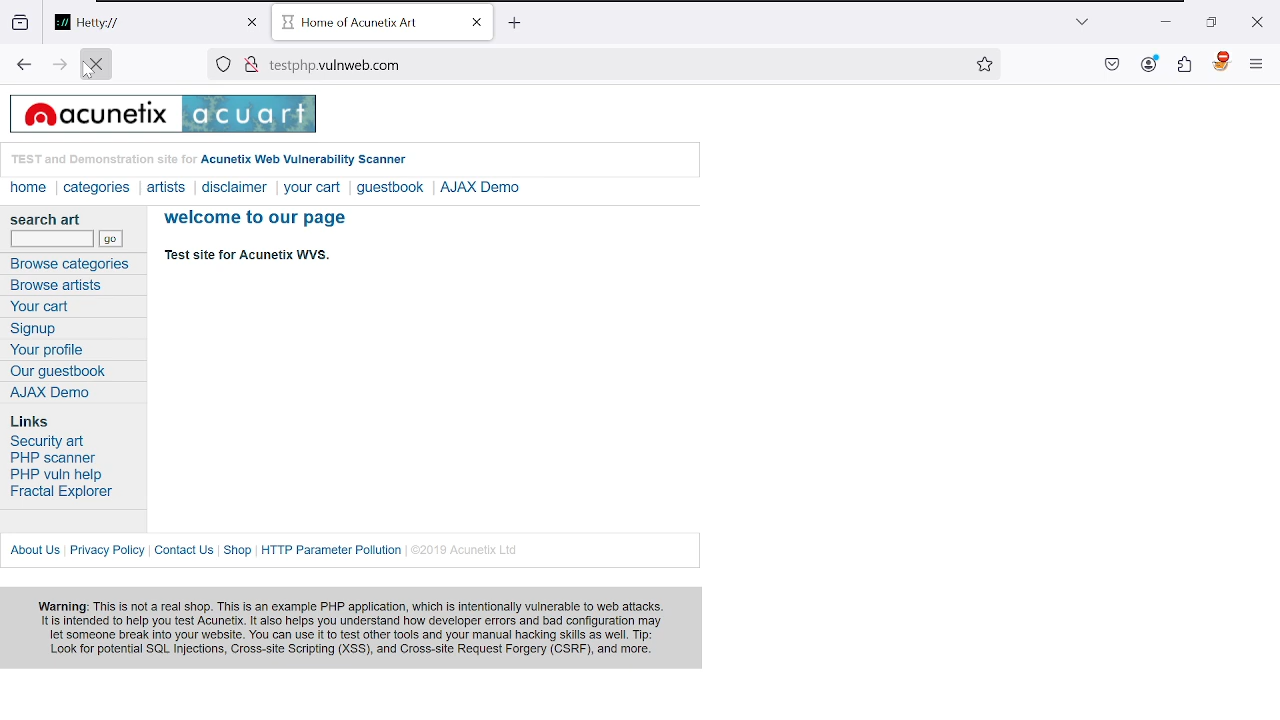 Hetty://
Home of Acunetix Art
testphp.vulnweb.com
acunetix acuart
TEST and Demonstration site for Acunetix Web Vulnerability Scanner
home | categories | artists | disclaimer | your cart | guestbook | AJAX Demo
search art
go
Browse categories
Browse artists
Your cart
Signup
Your profile
Our guestbook
AJAX Demo
Links
Security art
PHP scanner
PHP vuln help
Fractal Explorer
welcome to our page
Test site for Acunetix WVS.
About Us | Privacy Policy | Contact Us | Shop | HTTP Parameter Pollution | ©2019 Acunetix Ltd
Warning: This is not a real shop. This is an example PHP application, which is intentionally vulnerable to web attacks.
It is intended to help you test Acunetix. It also helps you understand how developer errors and bad configuration may
let someone break into your website. You can use it to test other tools and your manual hacking skills as well. Tip:
Look for potential SQL Injections, Cross-site Scripting (XSS), and Cross-site Request Forgery (CSRF), and more.